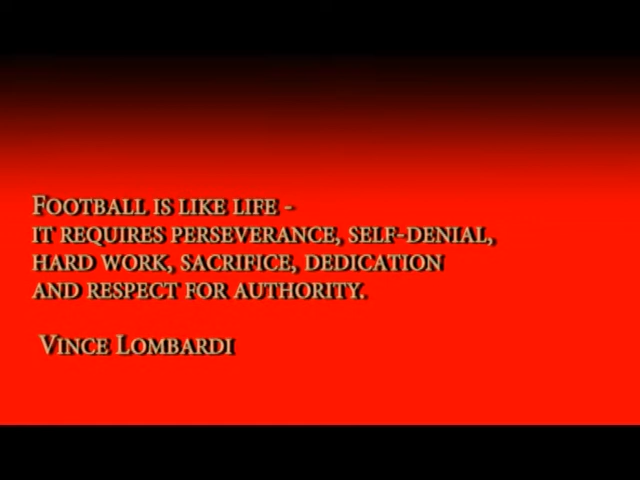 Football is like life -
it requires perseverance, self-denial,
hard work, sacrifice, dedication
and respect for authority.
Vince Lombardi